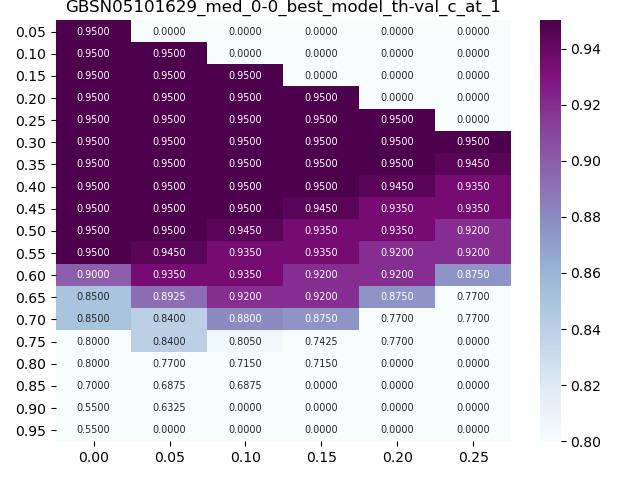 GBSN05101629_med_0-0_best_model_th-val_c_at_1
0.05 0.9500 0.0000 0.0000 0.0000 0.0000 0.0000
0.10 0.9500 0.9500 0.0000 0.0000 0.0000 0.0000
0.15 0.9500 0.9500 0.9500 0.0000 0.0000 0.0000
0.20 0.9500 0.9500 0.9500 0.9500 0.0000 0.0000
0.25 0.9500 0.9500 0.9500 0.9500 0.9500 0.0000
0.30 0.9500 0.9500 0.9500 0.9500 0.9500 0.9500
0.35 0.9500 0.9500 0.9500 0.9500 0.9500 0.9450
0.40 0.9500 0.9500 0.9500 0.9500 0.9450 0.9350
0.45 0.9500 0.9500 0.9500 0.9450 0.9350 0.9350
0.50 0.9500 0.9500 0.9450 0.9350 0.9350 0.9200
0.55 0.9500 0.9450 0.9350 0.9350 0.9200 0.9200
0.60 0.9000 0.9350 0.9350 0.9200 0.9200 0.8750
0.65 0.8500 0.8925 0.9200 0.9200 0.8750 0.7700
0.70 0.8500 0.8400 0.8800 0.8750 0.7700 0.7700
0.75 0.8000 0.8400 0.8050 0.7425 0.7700 0.0000
0.80 0.8000 0.7700 0.7150 0.7150 0.0000 0.0000
0.85 0.7000 0.6875 0.6875 0.0000 0.0000 0.0000
0.90 0.5500 0.6325 0.0000 0.0000 0.0000 0.0000
0.95 0.5500 0.0000 0.0000 0.0000 0.0000 0.0000
0.00 0.05 0.10 0.15 0.20 0.25
0.94
0.92
0.90
0.88
0.86
0.84
0.82
0.80